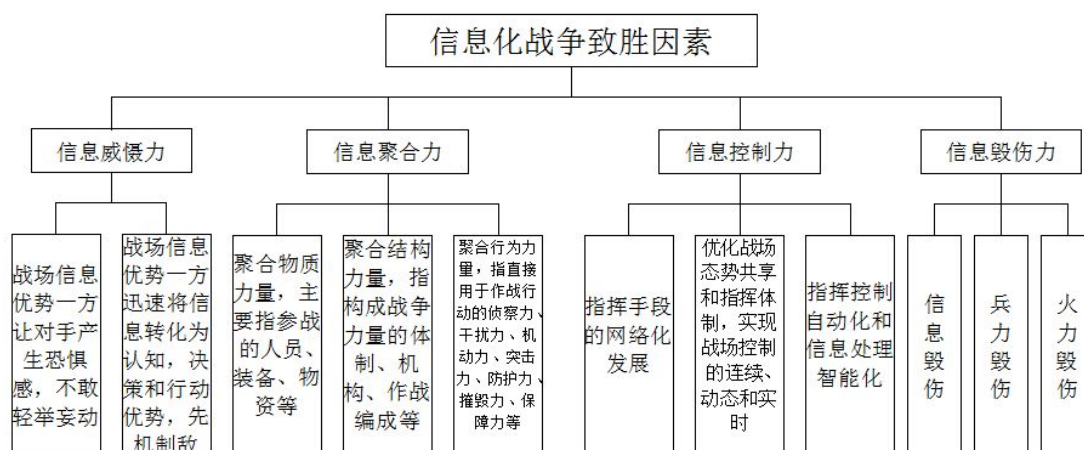 信息化战争致胜因素
信息威慑力
信息聚合力
信息控制力
信息毁伤力
战场信息
优势一方
让对手产
生恐惧
感，不敢
轻举妄动
战场信息
优势一方
迅速将信
息转化为
认知，决
策和行动
优势，先
机制敌
聚合物质
力量，主
要指参战
的人员、
装备、物
资等
聚合结构
力量，指
构成战争
力量的体
制、机
构、作战
编成等
聚合行为力
量，指直接
用于作战行
动的侦察力、
干扰力、机
动力、突击
力、防护力、
摧毁力、保
障力等
指挥手段
的网络化
发展
优化战场
态势共享
和指挥体
制，实现
战场控制
的连续、
动态和实
时
指挥控制
自动化和
信息处理
智能化
信息毁伤
兵力毁伤
火力毁伤